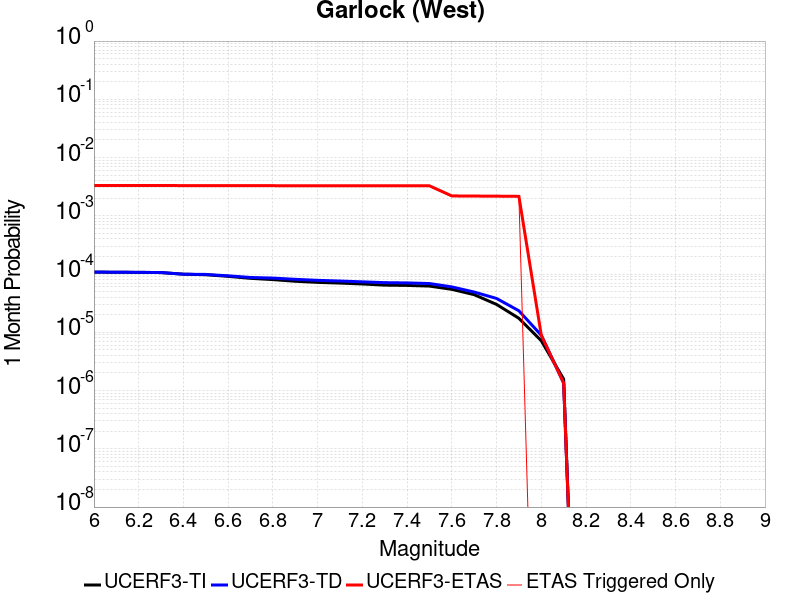 Garlock (West)
1 Month Probability
10^0
10^-1
10^-2
10^-3
10^-4
10^-5
10^-6
10^-7
10^-8
6 6.2 6.4 6.6 6.8 7 7.2 7.4 7.6 7.8 8 8.2 8.4 8.6 8.8 9
Magnitude
UCERF3-TI UCERF3-TD UCERF3-ETAS ETAS Triggered Only